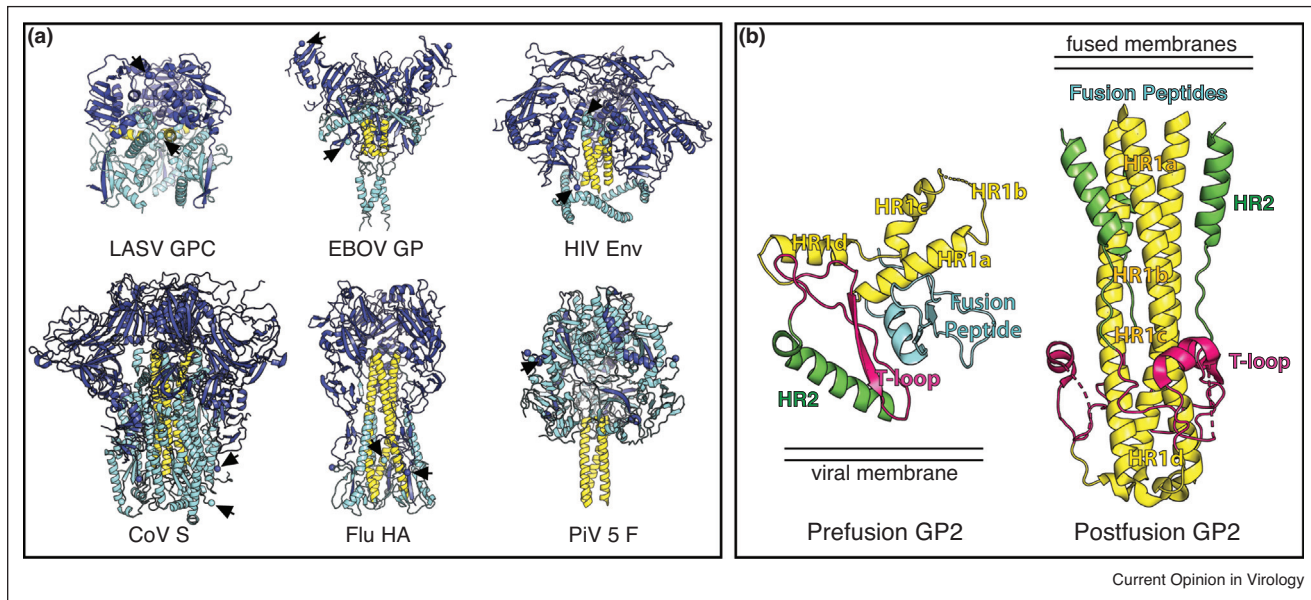 (a)
LASV GPC
EBOV GP
HIV Env
CoV S
Flu HA
PiV 5 F
(b)
HR1c
HR1b
HR1d
HR1a
Fusion
Peptide
T-loop
HR2
viral membrane
Prefusion GP2
fused membranes
Fusion Peptides
HR1a
HR2
HR1b
HR1c
T-loop
HR1d
Postfusion GP2
Current Opinion in Virology